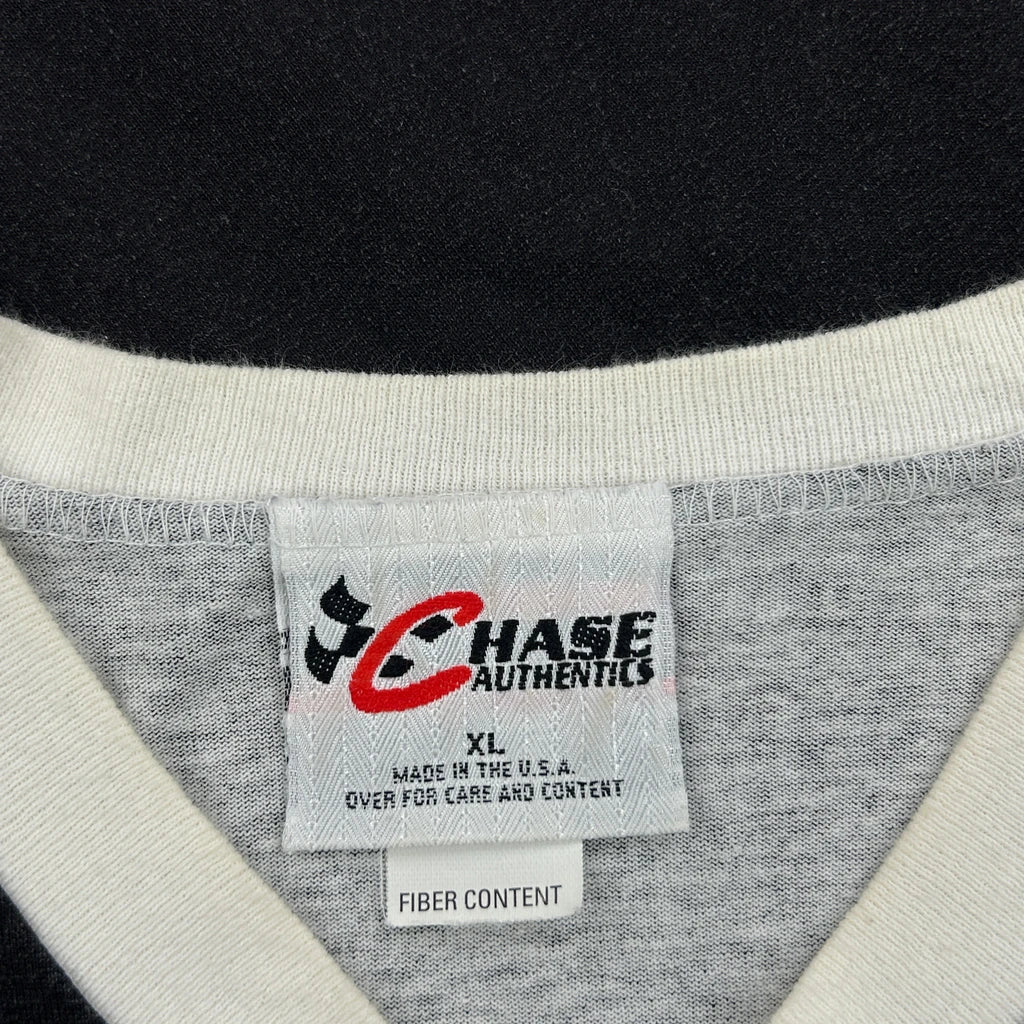 CHASE
AUTHENTICS
XL
MADE IN THE U.S.A.
OVER FOR CARE AND CONTENT
FIBER CONTENT